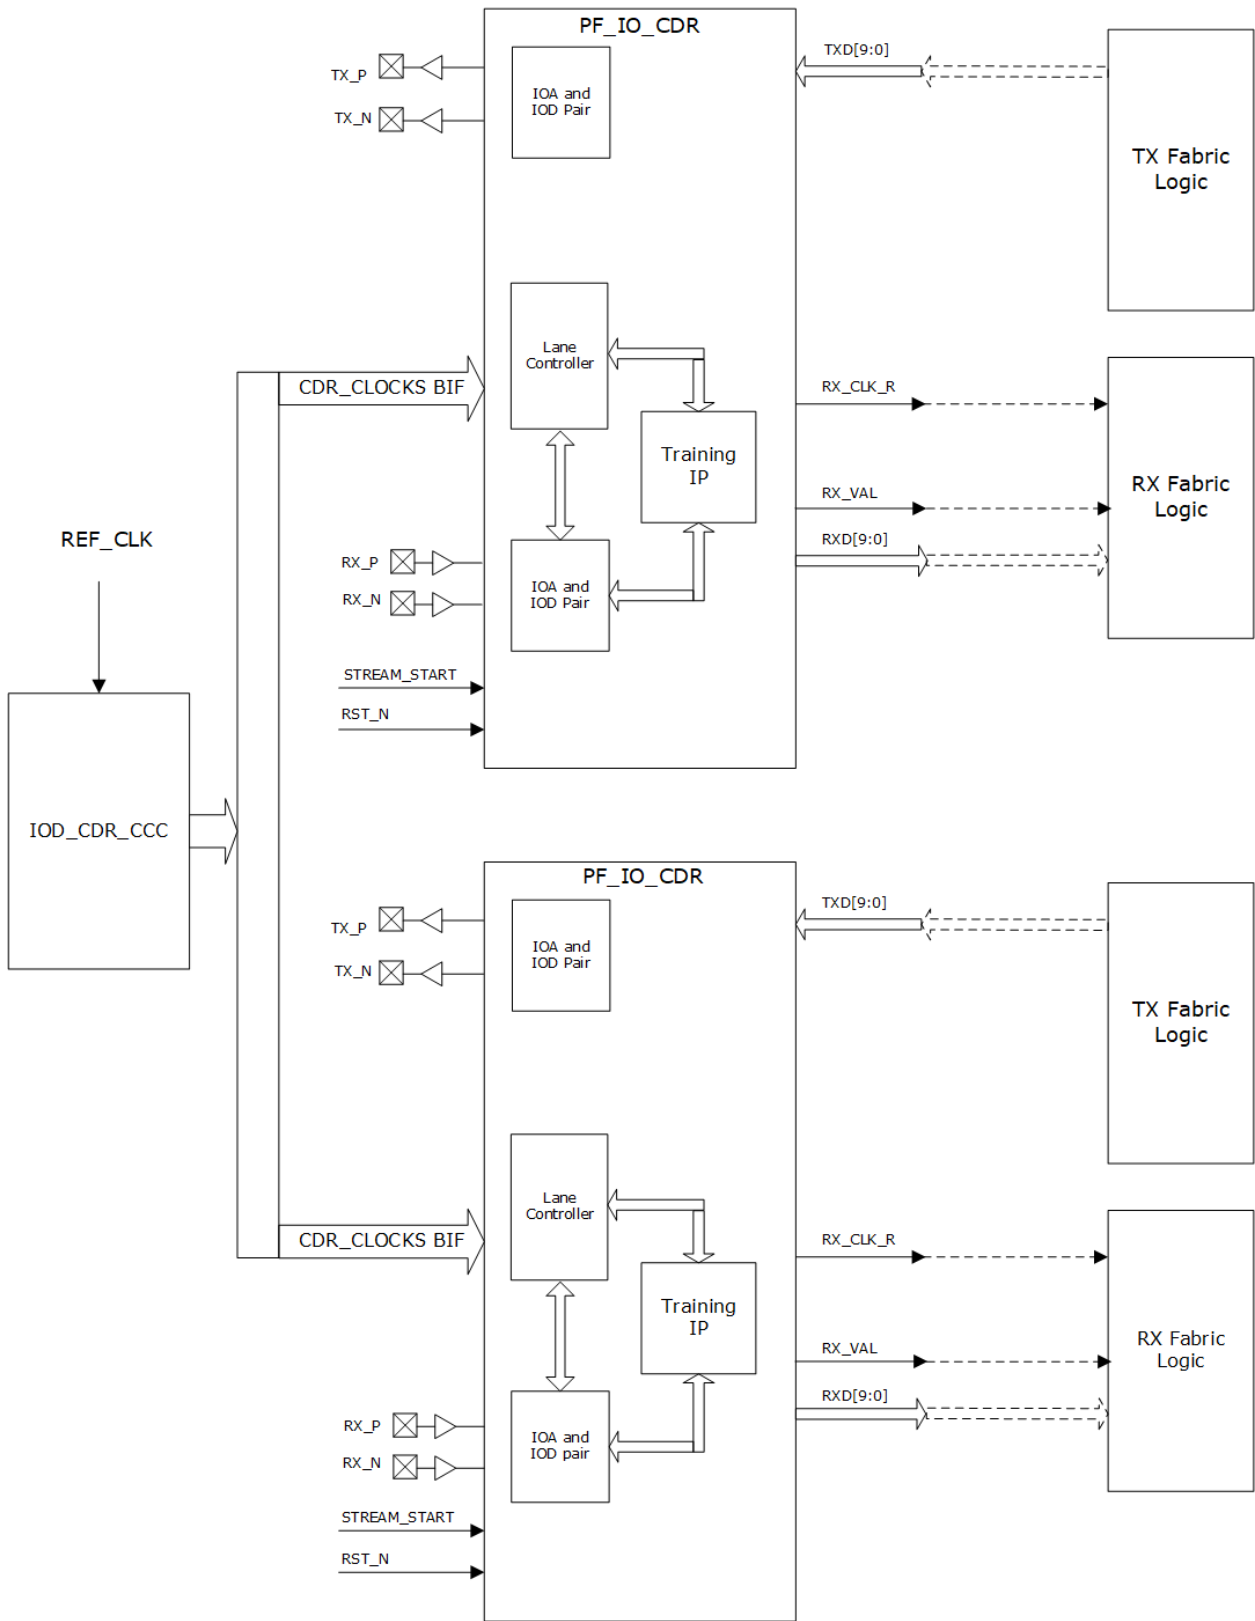 PF_IO_CDR
TX_P
TX_N
IOA and
IOD Pair
TXD[9:0]
TX Fabric
Logic
Lane
Controller
CDR_CLOCKS BIF
Training
IP
RX_CLK_R
RX_VAL
RXD[9:0]
RX Fabric
Logic
REF_CLK
RX_P
RX_N
IOA and
IOD Pair
STREAM_START
RST_N
IOD_CDR_CCC
PF_IO_CDR
TX_P
TX_N
IOA and
IOD Pair
TXD[9:0]
TX Fabric
Logic
Lane
Controller
CDR_CLOCKS BIF
Training
IP
RX_CLK_R
RX_VAL
RXD[9:0]
RX Fabric
Logic
RX_P
RX_N
IOA and
IOD pair
STREAM_START
RST_N